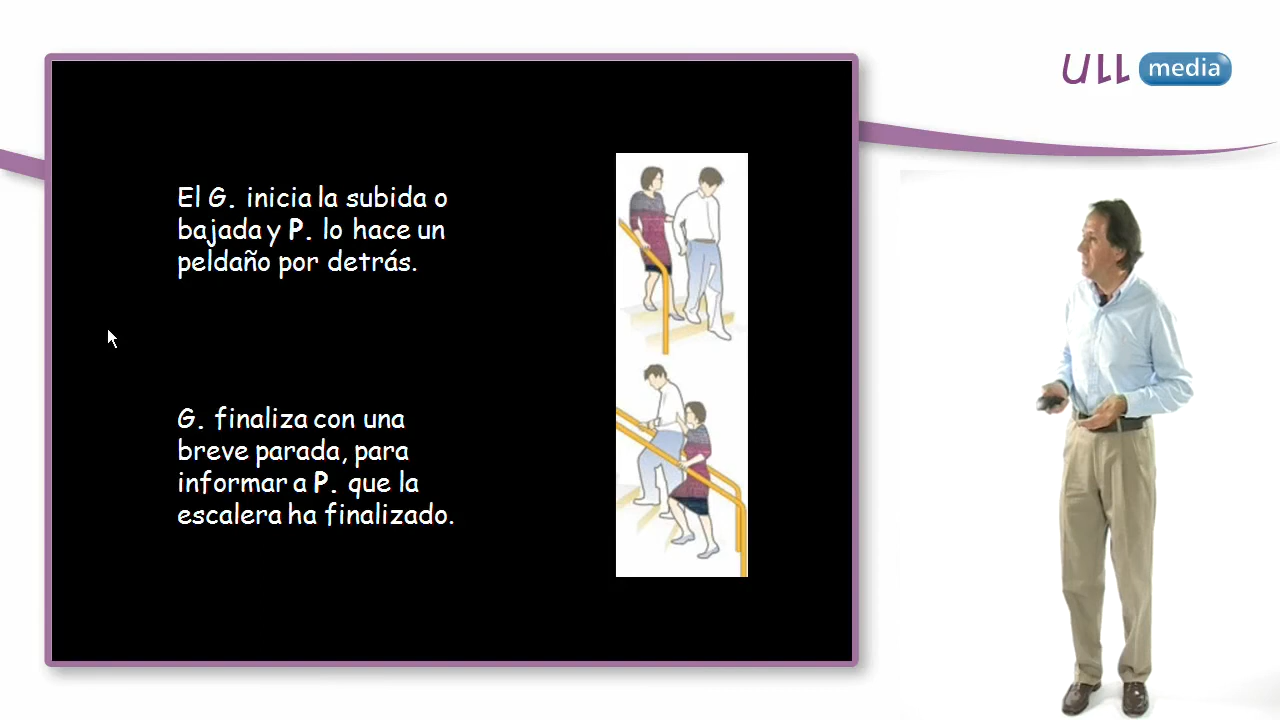 ULL media
El G. inicia la subida o
bajada y P. lo hace un
peldaño por detrás.
G. finaliza con una
breve parada, para
informar a P. que la
escalera ha finalizado.